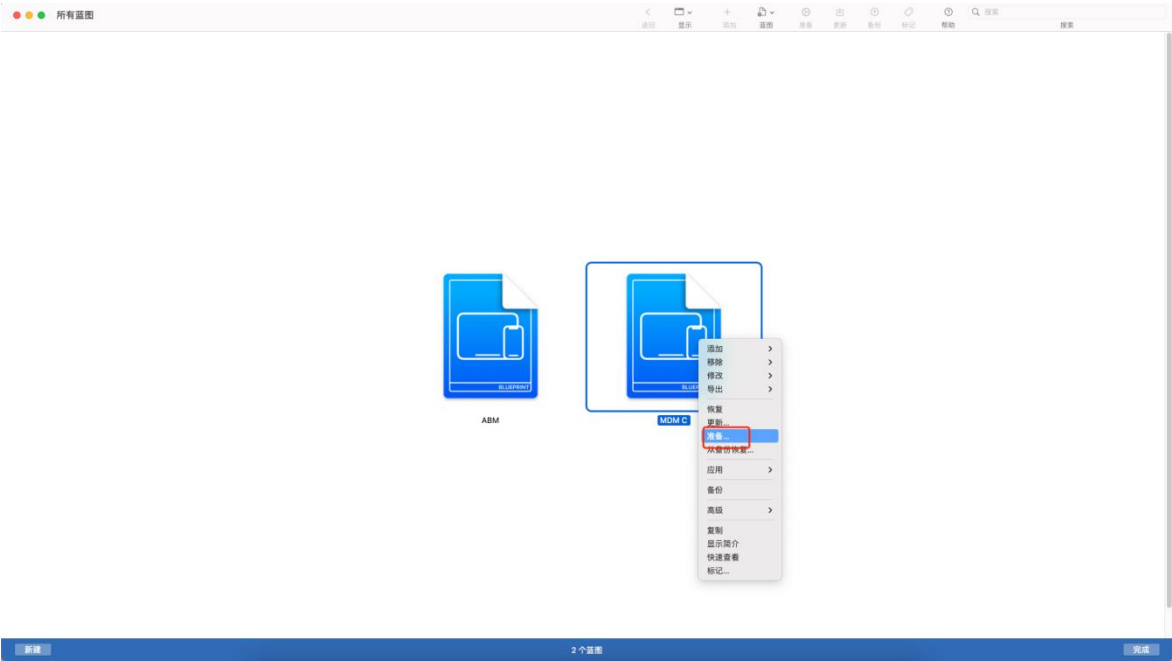 所有蓝图
返回 显示 添加 蓝图 准备 更新 备份 标记 帮助 搜索
搜索
BLUEPRINT
ABM
BLUEP
MDM C
添加
移除
修改
导出
恢复
更新...
准备...
从备份恢复...
应用
备份
高级
复制
显示简介
快速查看
标记...
新建
2 个蓝图
完成